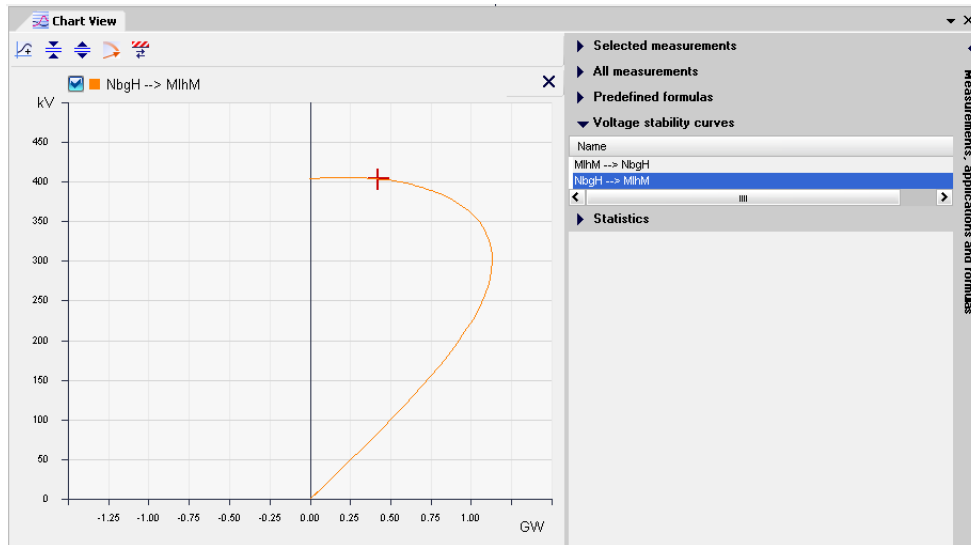 Chart View
NbgH --> MlhM
kV
450
400
350
300
250
200
150
100
50
0
-1.25 -1.00 -0.75 -0.50 -0.25 0.00 0.25 0.50 0.75 1.00
GW
Selected measurements
All measurements
Predefined formulas
Voltage stability curves
Name
MlhM --> NbgH
NbgH --> MlhM
Statistics
Measurements, applications and formulas